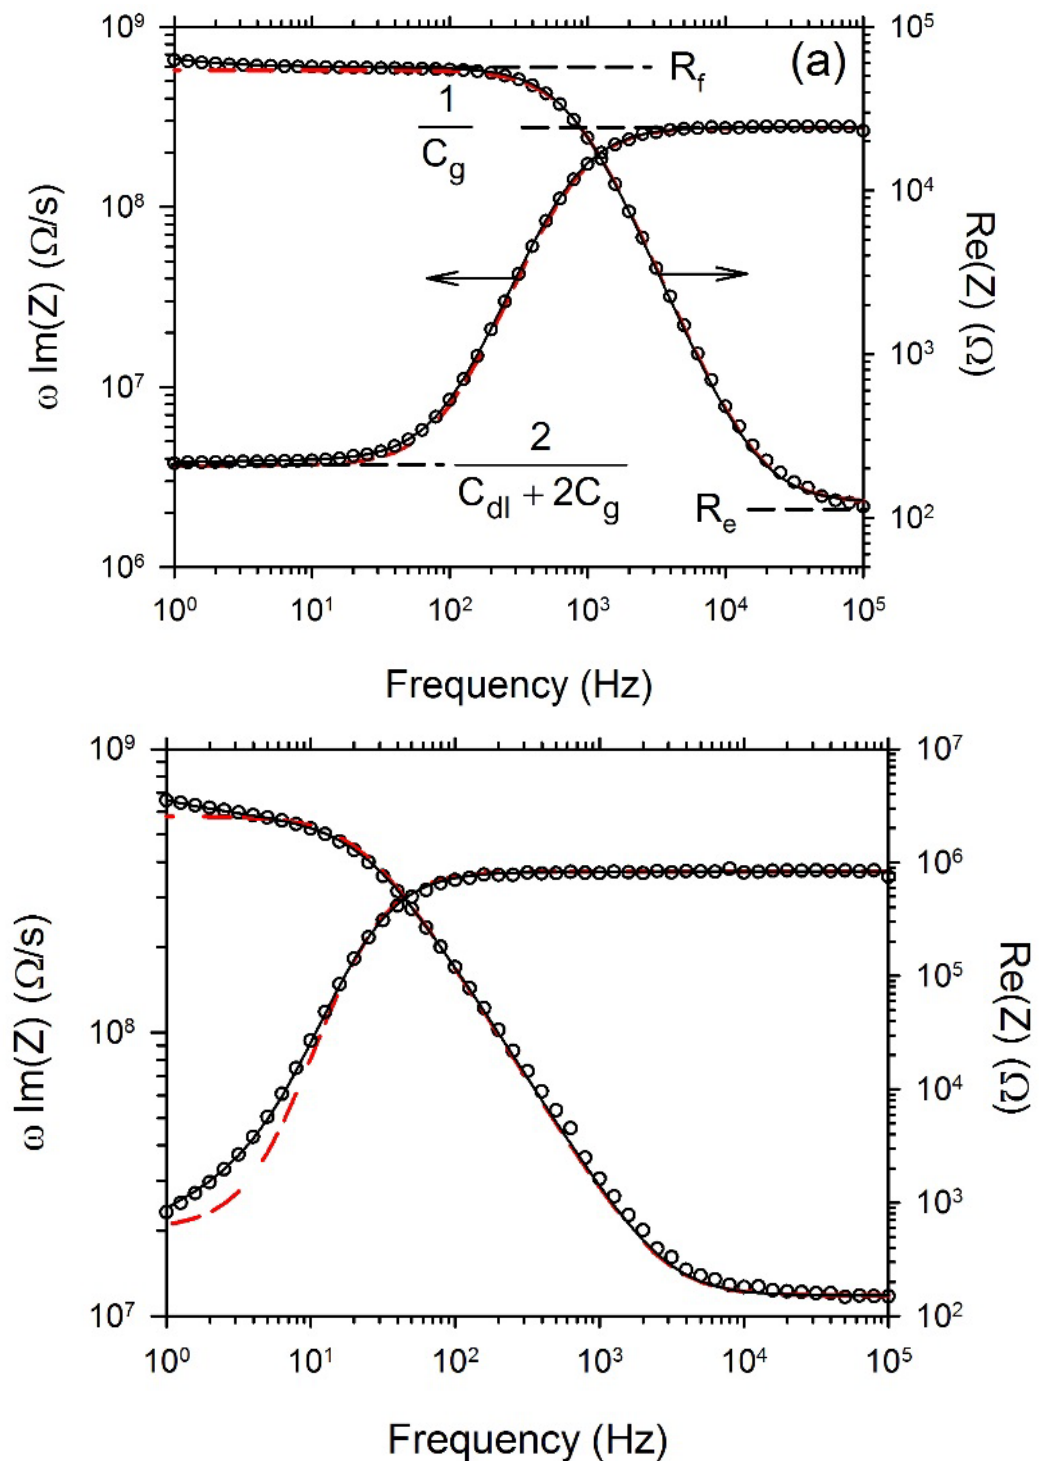 10⁹
10⁵
(a)
R_f
1
C_g
10⁸
10⁴
ω Im(Z) (Ω/s)
Re(Z) (Ω)
10³
10⁷
2
C_dl + 2C_g
R_e
10²
10⁶
10⁰ 10¹ 10² 10³ 10⁴ 10⁵
Frequency (Hz)
10⁹
10⁷
10⁶
ω Im(Z) (Ω/s)
Re(Z) (Ω)
10⁵
10⁸
10⁴
10³
10⁷
10²
10⁰ 10¹ 10² 10³ 10⁴ 10⁵
Frequency (Hz)